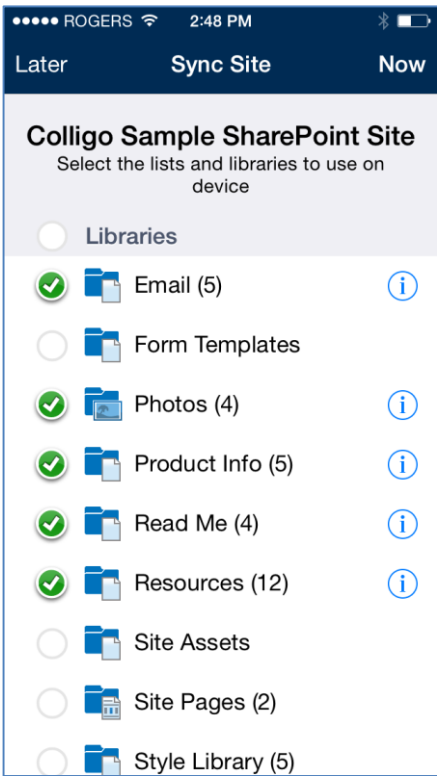 ROGERS 2:48 PM
Later Sync Site Now
Colligo Sample SharePoint Site
Select the lists and libraries to use on
device
Libraries
Email (5)
Form Templates
Photos (4)
Product Info (5)
Read Me (4)
Resources (12)
Site Assets
Site Pages (2)
Style Library (5)